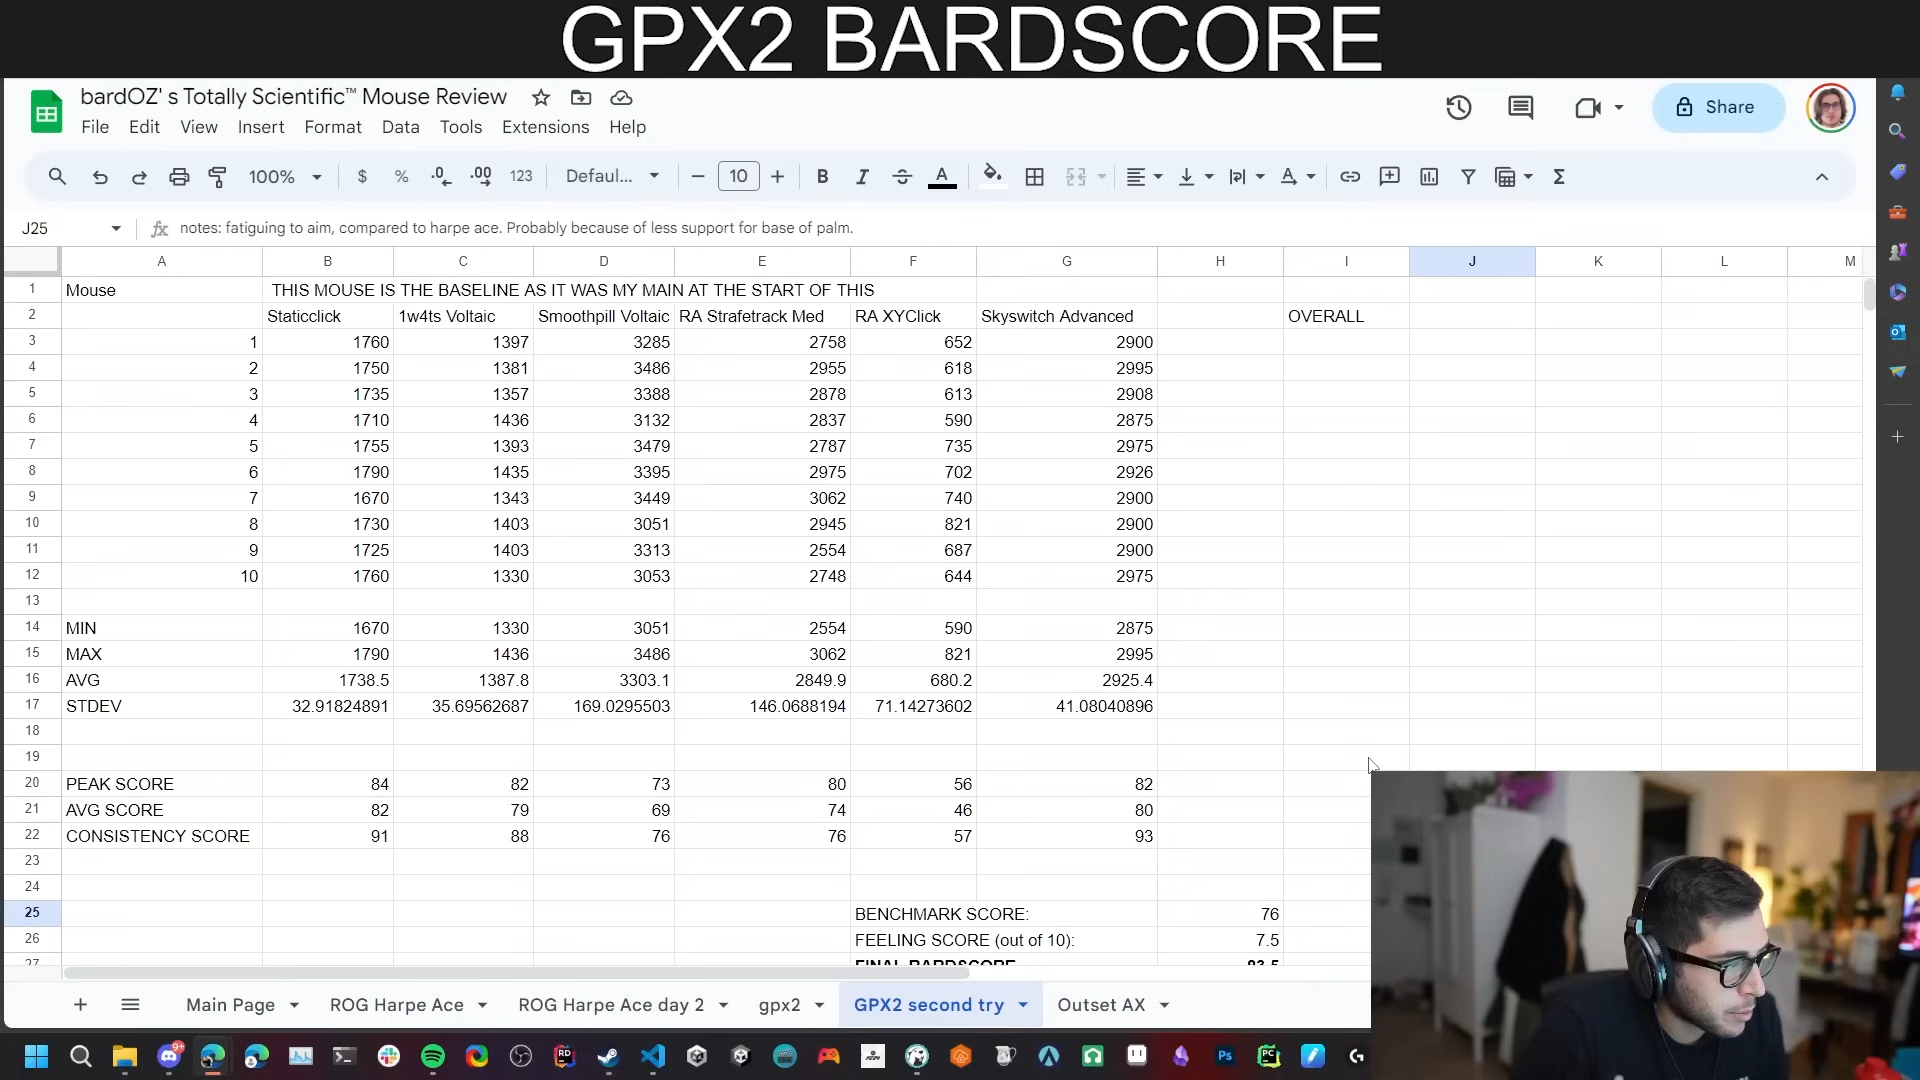 GPX2 BARDSCORE
bardOZ' s Totally Scientific™ Mouse Review
File Edit View Insert Format Data Tools Extensions Help
Share
100% $ % .0 .00 123 Defaul... − 10 + B I A
J25 fx notes: fatiguing to aim, compared to harpe ace. Probably because of less support for base of palm.
A B C D E F G H I J K L M
1 Mouse THIS MOUSE IS THE BASELINE AS IT WAS MY MAIN AT THE START OF THIS
2 Staticclick 1w4ts Voltaic Smoothpill Voltaic RA Strafetrack Med RA XYClick Skyswitch Advanced OVERALL
3 1 1760 1397 3285 2758 652 2900
4 2 1750 1381 3486 2955 618 2995
5 3 1735 1357 3388 2878 613 2908
6 4 1710 1436 3132 2837 590 2875
7 5 1755 1393 3479 2787 735 2975
8 6 1790 1435 3395 2975 702 2926
9 7 1670 1343 3449 3062 740 2900
10 8 1730 1403 3051 2945 821 2900
11 9 1725 1403 3313 2554 687 2900
12 10 1760 1330 3053 2748 644 2975
13
14 MIN 1670 1330 3051 2554 590 2875
15 MAX 1790 1436 3486 3062 821 2995
16 AVG 1738.5 1387.8 3303.1 2849.9 680.2 2925.4
17 STDEV 32.91824891 35.69562687 169.0295503 146.0688194 71.14273602 41.08040896
18
19
20 PEAK SCORE 84 82 73 80 56 82
21 AVG SCORE 82 79 69 74 46 80
22 CONSISTENCY SCORE 91 88 76 76 57 93
23
24
25 BENCHMARK SCORE: 76
26 FEELING SCORE (out of 10): 7.5
27 FINAL BARDSCORE 83.5
Main Page ROG Harpe Ace ROG Harpe Ace day 2 gpx2 GPX2 second try Outset AX